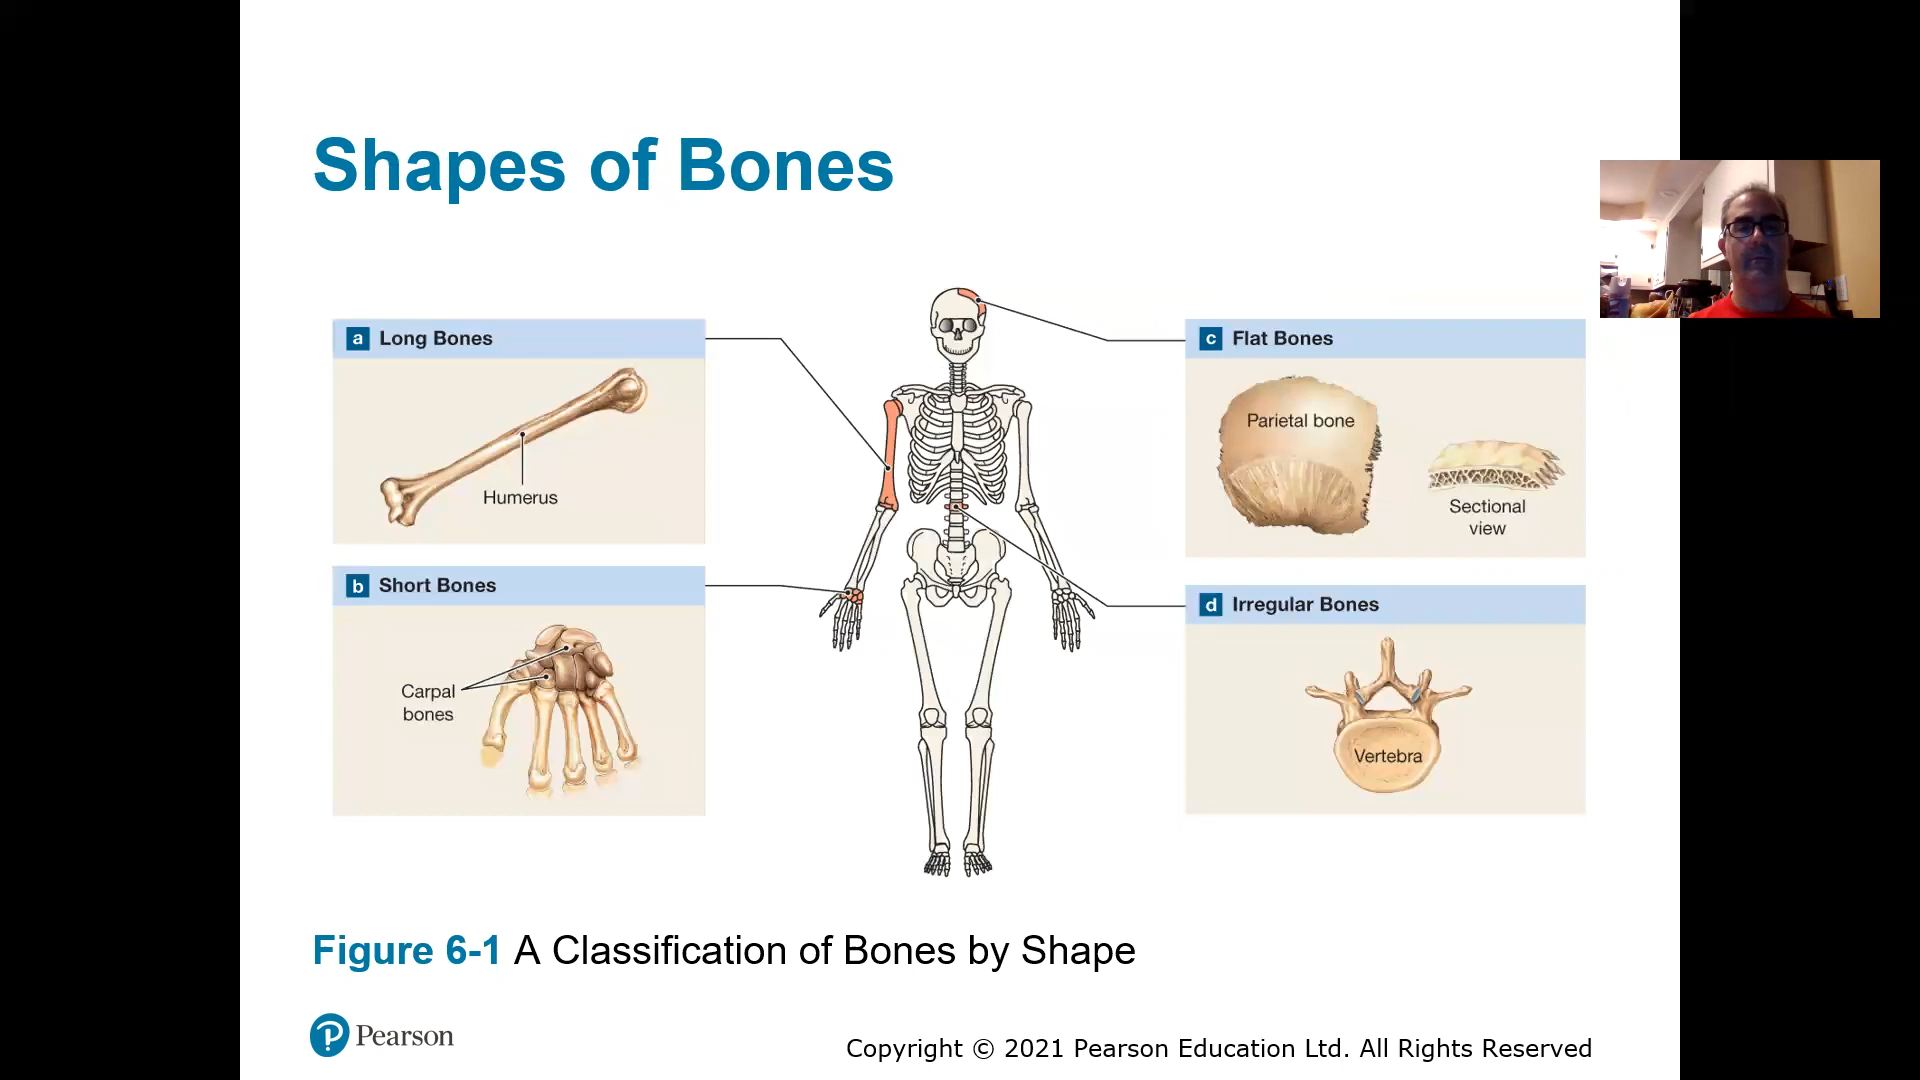 Shapes of Bones
a Long Bones
Humerus
b Short Bones
Carpal
bones
c Flat Bones
Parietal bone
Sectional
view
d Irregular Bones
Vertebra
Figure 6-1 A Classification of Bones by Shape
P Pearson
Copyright © 2021 Pearson Education Ltd. All Rights Reserved